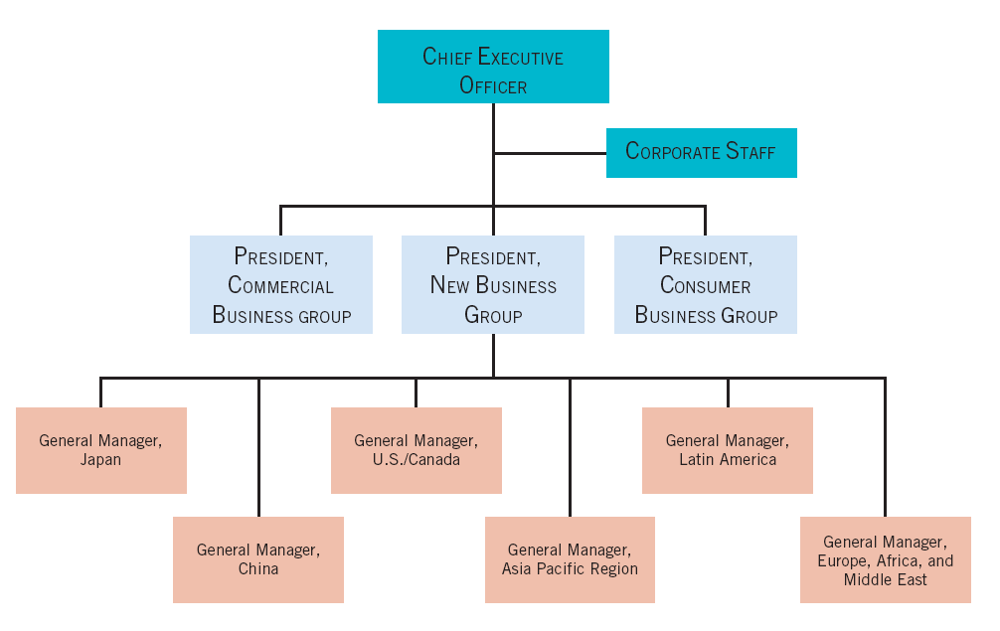 Chief Executive
Officer
Corporate Staff
President,
Commercial
Business group
President,
New Business
Group
President,
Consumer
Business Group
General Manager,
Japan
General Manager,
U.S./Canada
General Manager,
Latin America
General Manager,
China
General Manager,
Asia Pacific Region
General Manager,
Europe, Africa, and
Middle East